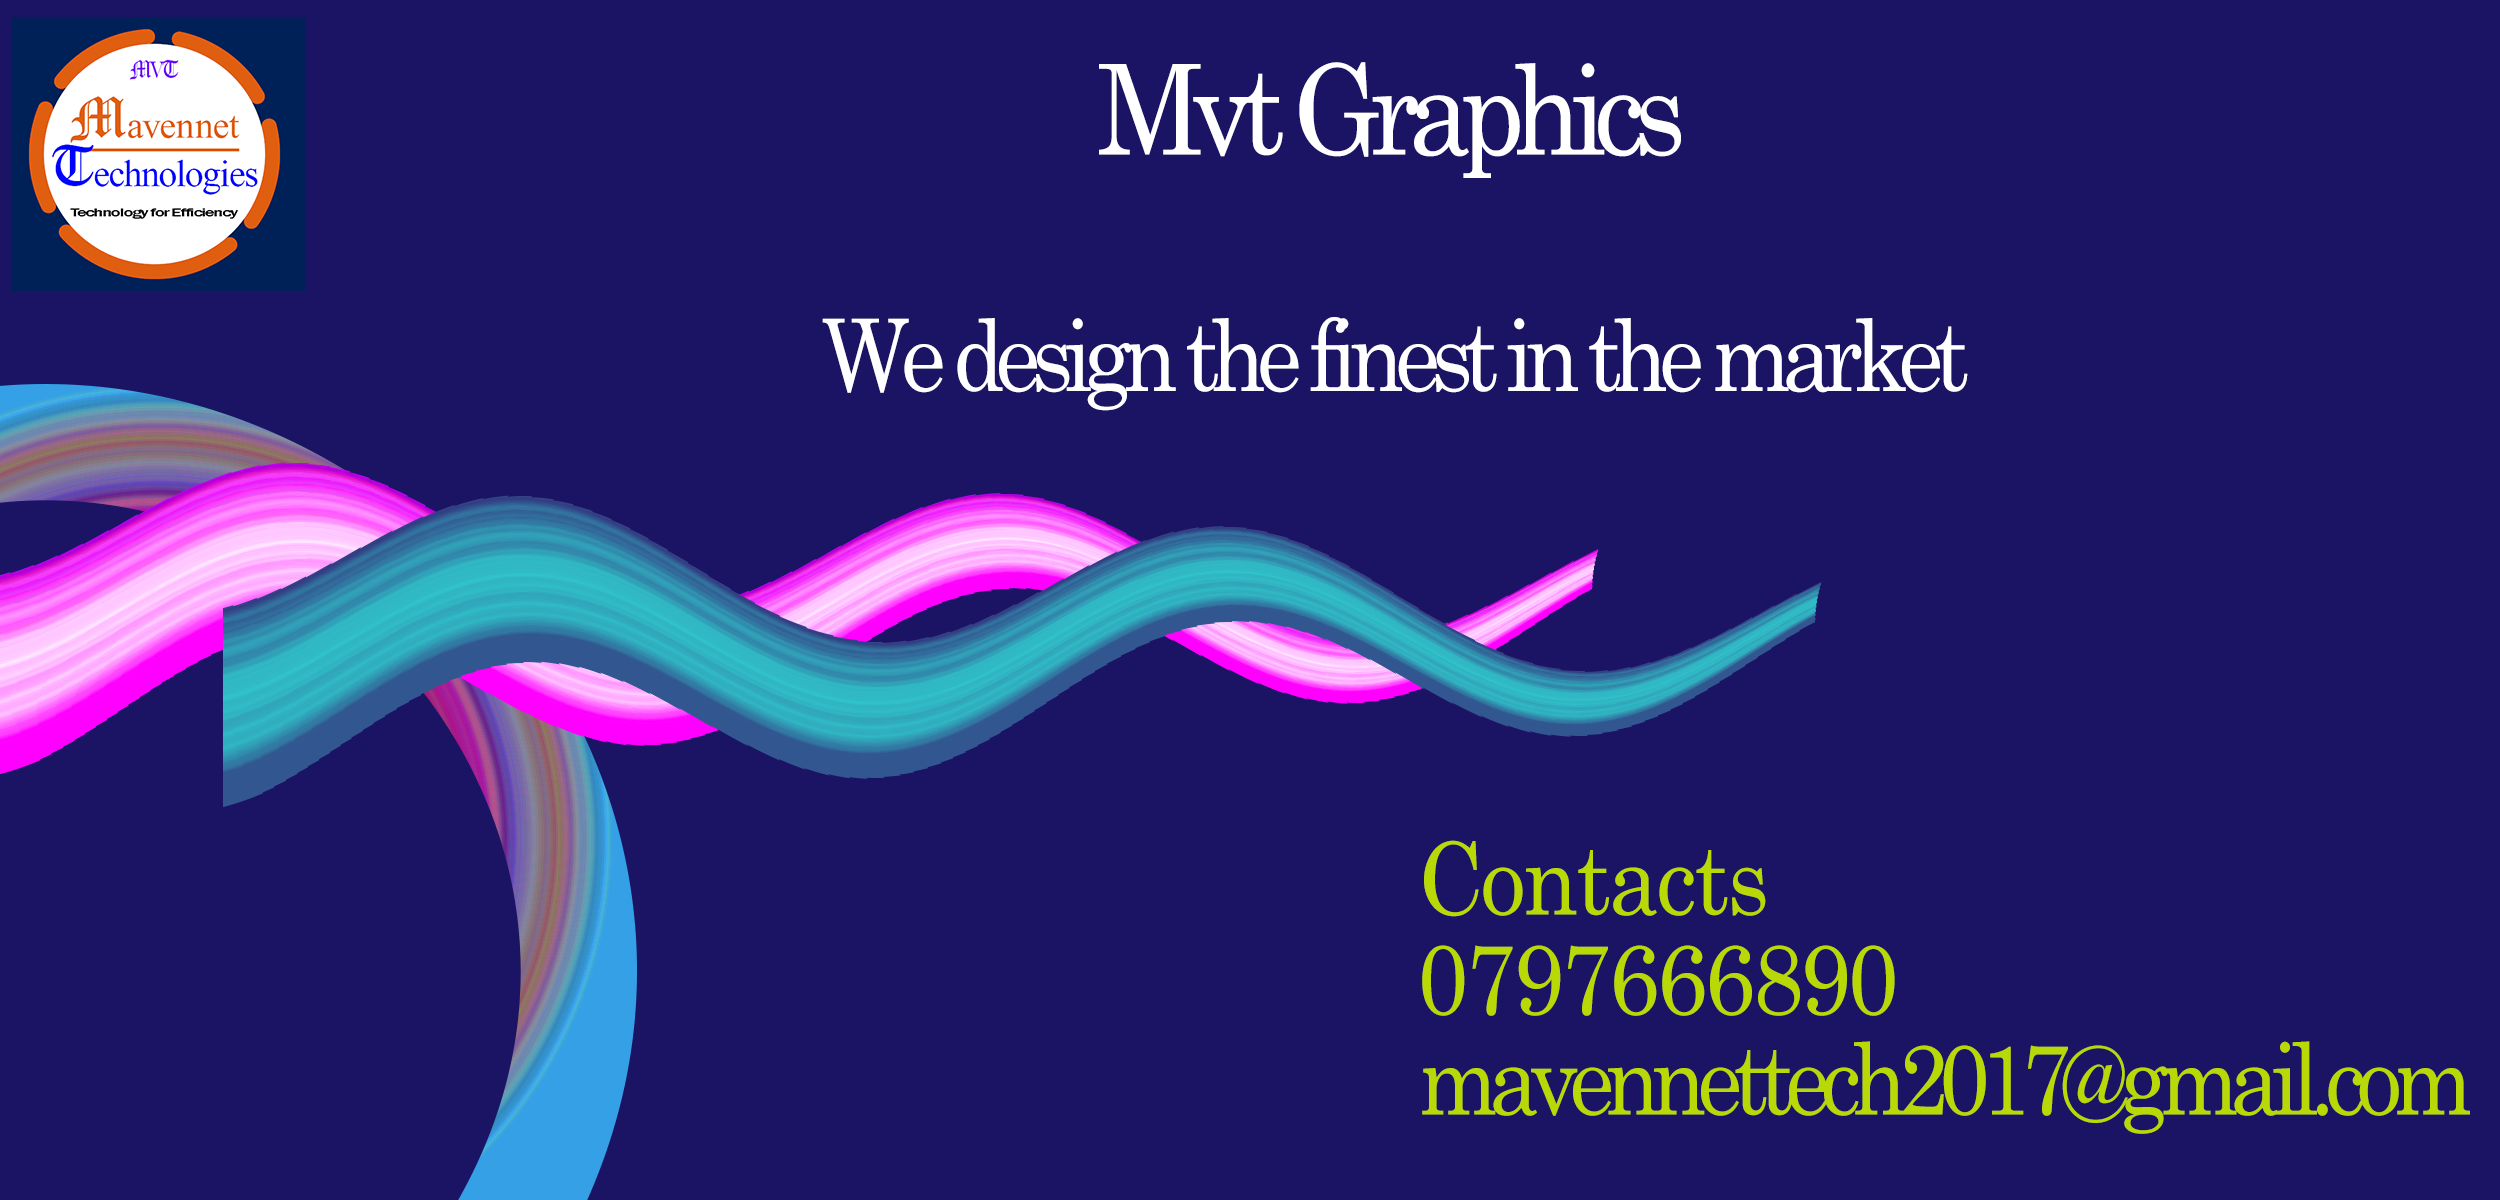 MVT
Mavennet
Technologies
Technology for Efficiency
Mvt Graphics
We design the finest in the market
Contacts
0797666890
mavennettech2017@gmail.com